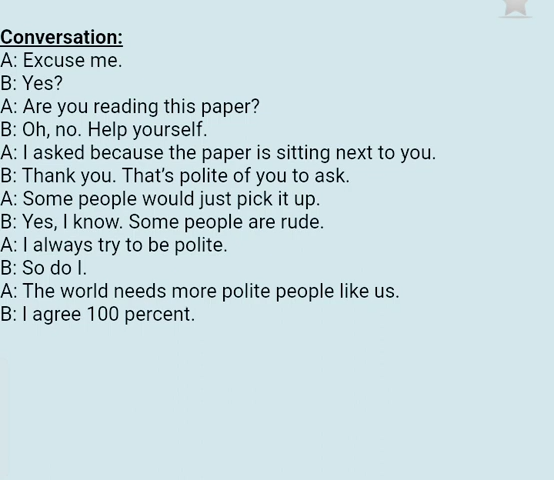 Conversation:
A: Excuse me.
B: Yes?
A: Are you reading this paper?
B: Oh, no. Help yourself.
A: I asked because the paper is sitting next to you.
B: Thank you. That’s polite of you to ask.
A: Some people would just pick it up.
B: Yes, I know. Some people are rude.
A: I always try to be polite.
B: So do I.
A: The world needs more polite people like us.
B: I agree 100 percent.